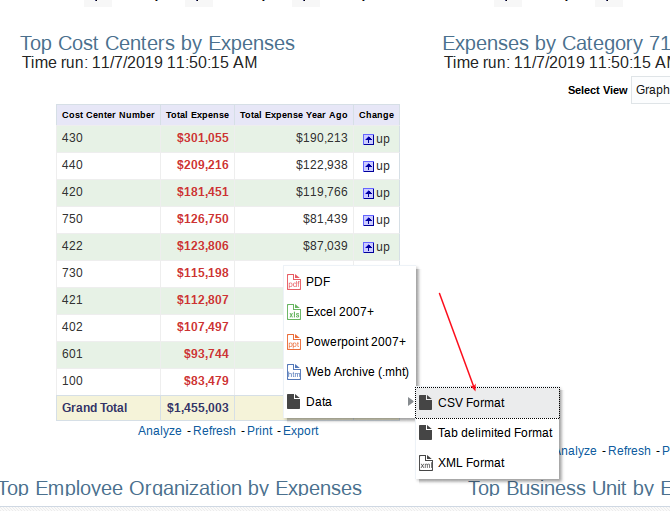 Top Cost Centers by Expenses
Time run: 11/7/2019 11:50:15 AM
Expenses by Category 71
Time run: 11/7/2019 11:50:15 AM
Select View Graph
Cost Center Number Total Expense Total Expense Year Ago Change
430 $301,055 $190,213 up
440 $209,216 $122,938 up
420 $181,451 $119,766 up
750 $126,750 $81,439 up
422 $123,806 $87,039 up
730 $115,198
421 $112,807
402 $107,497
601 $93,744
100 $83,479
Grand Total $1,455,003
pdf PDF
xls Excel 2007+
ppt Powerpoint 2007+
htm Web Archive (.mht)
Data
CSV Format
Tab delimited Format
xml XML Format
Analyze - Refresh - Print - Export
Analyze - Refresh - P
Top Employee Organization by Expenses
Top Business Unit by E